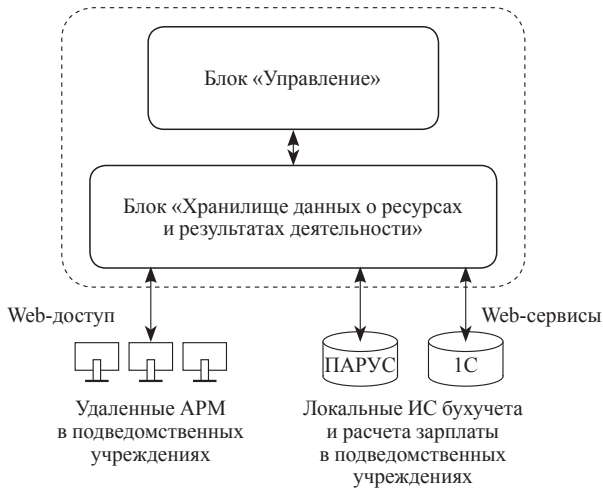 Блок «Управление»
Блок «Хранилище данных о ресурсах
и результатах деятельности»
Web-доступ
Web-сервисы
ПАРУС
1С
Удаленные АРМ
в подведомственных
учреждениях
Локальные ИС бухучета
и расчета зарплаты
в подведомственных
учреждениях